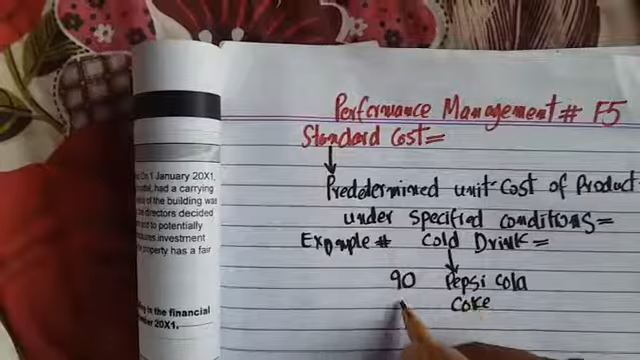 Performance Management # F5
Standard Cost=
Predetermined unit Cost of Product
under specified conditions=
Example # Cold Drink=
90 Pepsi cola
Coke
On 1 January 20X1,
had a carrying
of the building was
directors decided
to potentially
investment
property has a fair
in the financial
20X1.